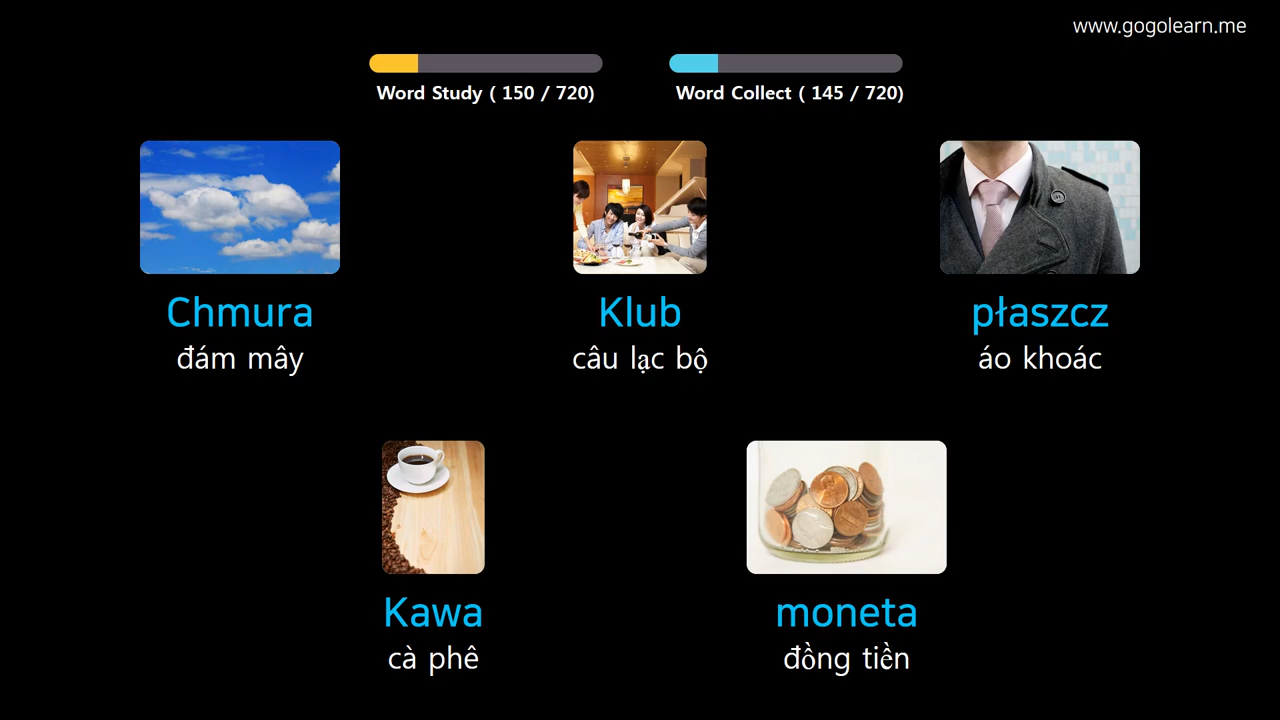 www.gogolearn.me
Word Study ( 150 / 720)
Word Collect ( 145 / 720)
Chmura
đám mây
Klub
câu lạc bộ
płaszcz
áo khoác
Kawa
cà phê
moneta
đồng tiền